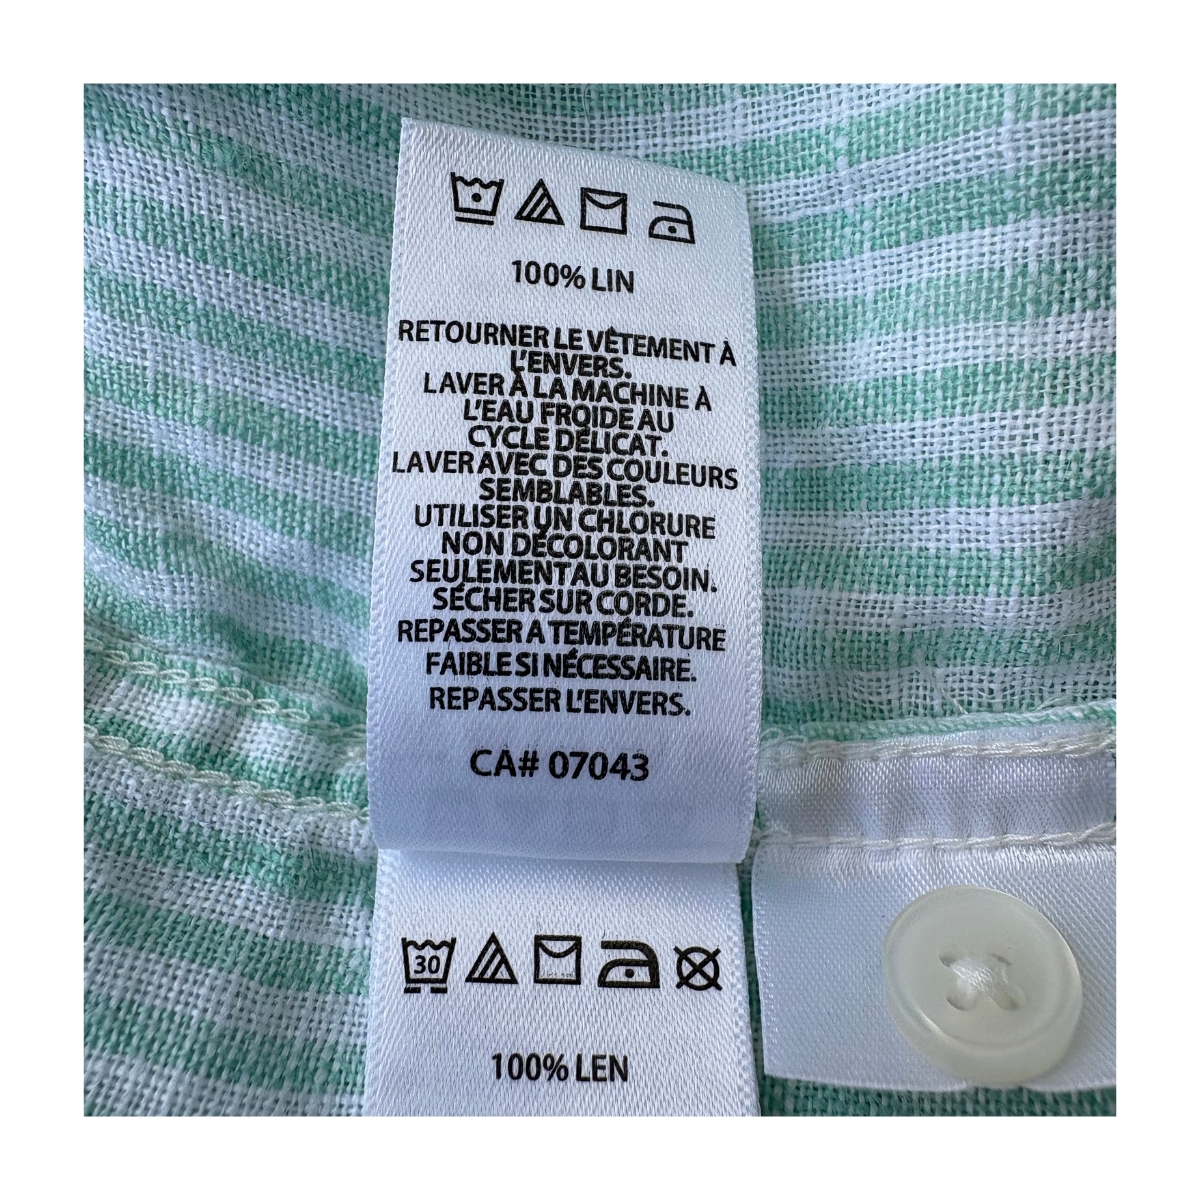 100% LIN
RETOURNER LE VÊTEMENT À
L'ENVERS.
LAVER À LA MACHINE À
L'EAU FROIDE AU
CYCLE DÉLICAT.
LAVER AVEC DES COULEURS
SEMBLABLES.
UTILISER UN CHLORURE
NON DÉCOLORANT
SEULEMENT AU BESOIN.
SÉCHER SUR CORDE.
REPASSER A TEMPÉRATURE
FAIBLE SI NÉCESSAIRE.
REPASSER L'ENVERS.
CA# 07043
30
100% LEN